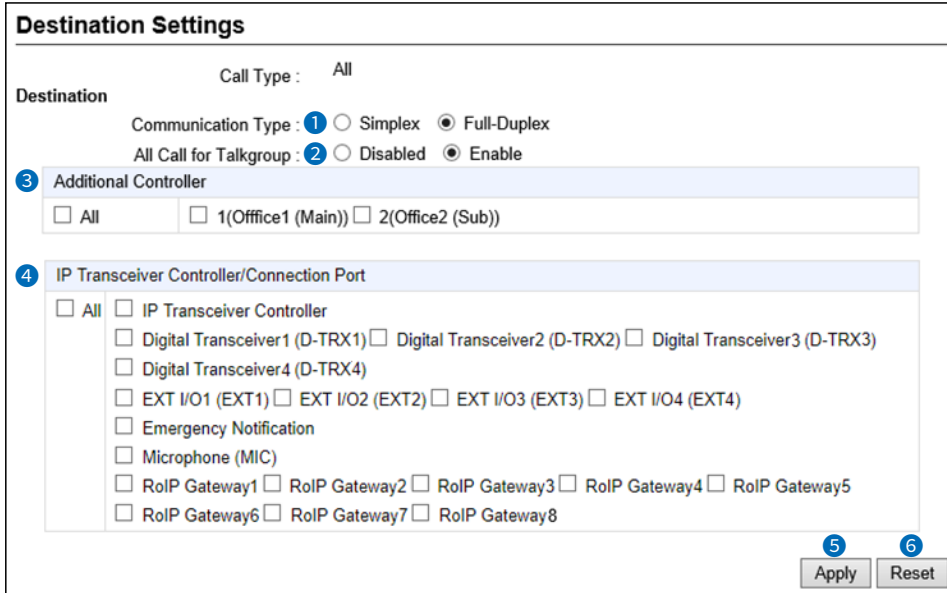 Destination Settings
Call Type : All
Destination
Communication Type : 1 Simplex Full-Duplex
All Call for Talkgroup : 2 Disabled Enable
3 Additional Controller
All 1(Offfice1 (Main)) 2(Office2 (Sub))
4 IP Transceiver Controller/Connection Port
All IP Transceiver Controller
Digital Transceiver1 (D-TRX1) Digital Transceiver2 (D-TRX2) Digital Transceiver3 (D-TRX3)
Digital Transceiver4 (D-TRX4)
EXT I/O1 (EXT1) EXT I/O2 (EXT2) EXT I/O3 (EXT3) EXT I/O4 (EXT4)
Emergency Notification
Microphone (MIC)
RoIP Gateway1 RoIP Gateway2 RoIP Gateway3 RoIP Gateway4 RoIP Gateway5
RoIP Gateway6 RoIP Gateway7 RoIP Gateway8
5 6
Apply Reset